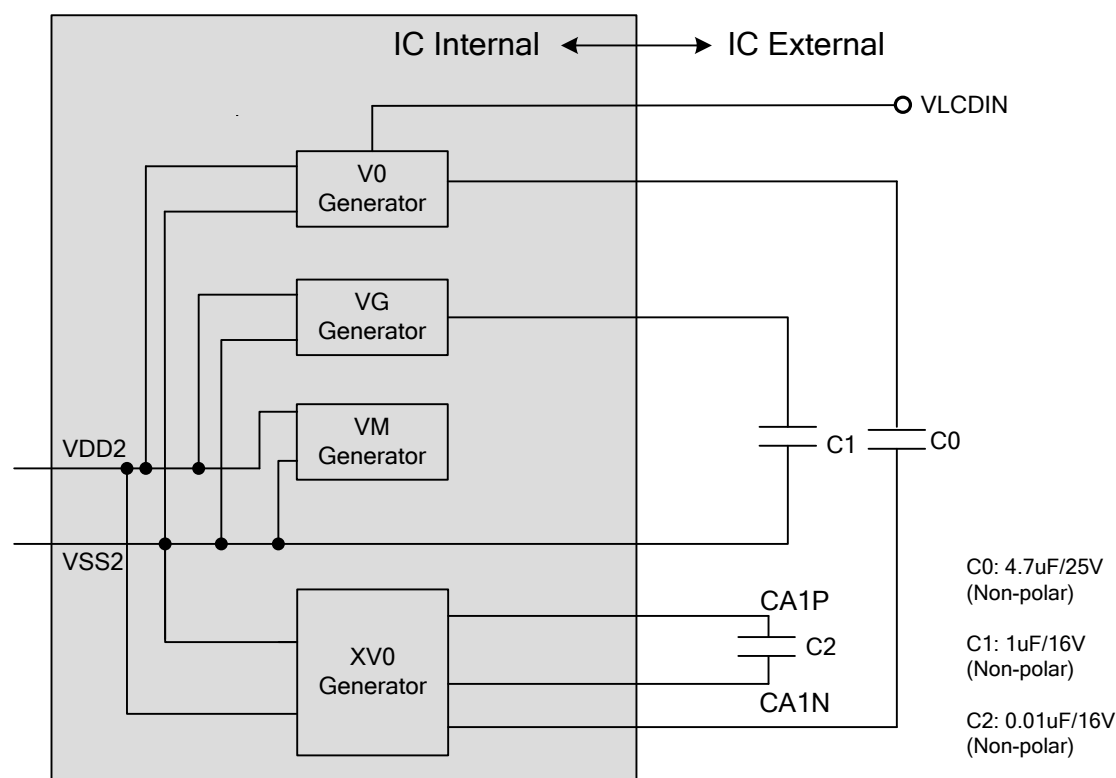 IC Internal
IC External
VLCDIN
V0
Generator
VG
Generator
VM
Generator
VDD2
C1
C0
VSS2
C0: 4.7uF/25V
(Non-polar)
CA1P
XV0
Generator
C2
C1: 1uF/16V
(Non-polar)
CA1N
C2: 0.01uF/16V
(Non-polar)